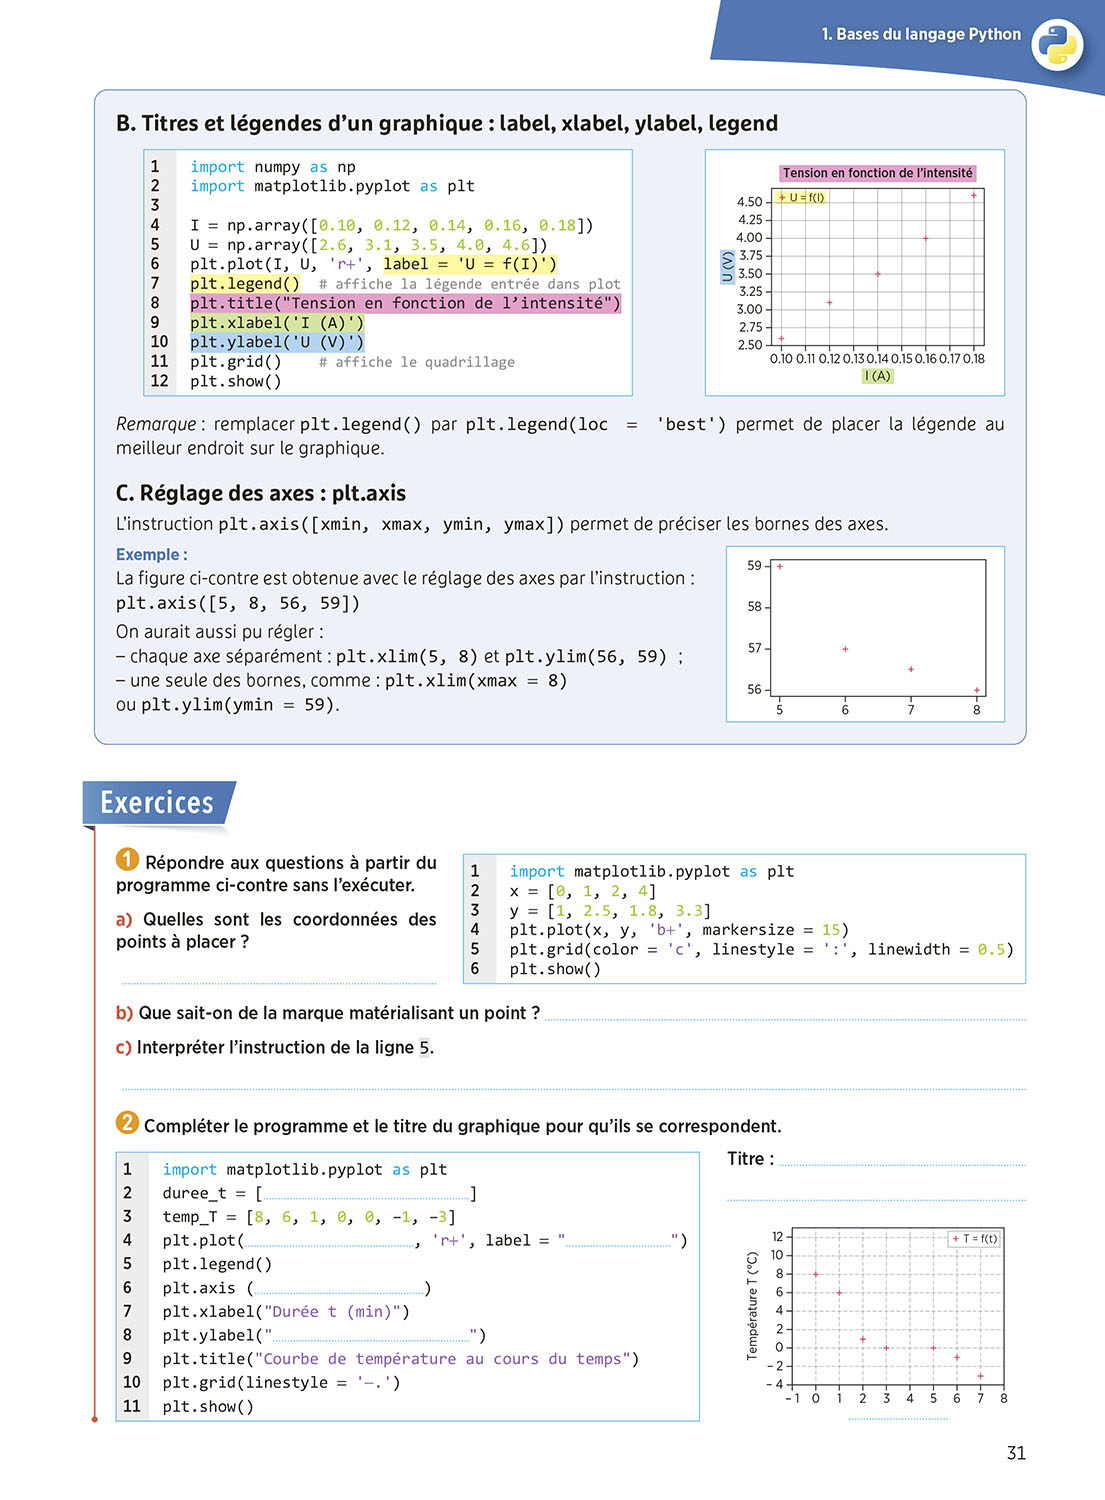 1. Bases du langage Python
B. Titres et légendes d’un graphique : label, xlabel, ylabel, legend
1 import numpy as np
2 import matplotlib.pyplot as plt
3
4 I = np.array([0.10, 0.12, 0.14, 0.16, 0.18])
5 U = np.array([2.6, 3.1, 3.5, 4.0, 4.6])
6 plt.plot(I, U, 'r+', label = 'U = f(I)')
7 plt.legend() # affiche la légende entrée dans plot
8 plt.title("Tension en fonction de l’intensité")
9 plt.xlabel('I (A)')
10 plt.ylabel('U (V)')
11 plt.grid() # affiche le quadrillage
12 plt.show()
Tension en fonction de l’intensité
+ U = f(I)
4.50
4.25
4.00
3.75
3.50
3.25
3.00
2.75
2.50
U (V)
0.10 0.11 0.12 0.13 0.14 0.15 0.16 0.17 0.18
I (A)
Remarque : remplacer plt.legend() par plt.legend(loc = 'best') permet de placer la légende au
meilleur endroit sur le graphique.
C. Réglage des axes : plt.axis
L’instruction plt.axis([xmin, xmax, ymin, ymax]) permet de préciser les bornes des axes.
Exemple :
La figure ci-contre est obtenue avec le réglage des axes par l’instruction :
plt.axis([5, 8, 56, 59])
On aurait aussi pu régler :
– chaque axe séparément : plt.xlim(5, 8) et plt.ylim(56, 59) ;
– une seule des bornes, comme : plt.xlim(xmax = 8)
ou plt.ylim(ymin = 59).
59
58
57
56
5 6 7 8
Exercices
1 Répondre aux questions à partir du
programme ci-contre sans l’exécuter.
a) Quelles sont les coordonnées des
points à placer ?
1 import matplotlib.pyplot as plt
2 x = [0, 1, 2, 4]
3 y = [1, 2.5, 1.8, 3.3]
4 plt.plot(x, y, 'b+', markersize = 15)
5 plt.grid(color = 'c', linestyle = ':', linewidth = 0.5)
6 plt.show()
b) Que sait-on de la marque matérialisant un point ?
c) Interpréter l’instruction de la ligne 5.
2 Compléter le programme et le titre du graphique pour qu’ils se correspondent.
1 import matplotlib.pyplot as plt
2 duree_t = [ ]
3 temp_T = [8, 6, 1, 0, 0, –1, –3]
4 plt.plot( , 'r+', label = " ")
5 plt.legend()
6 plt.axis ( )
7 plt.xlabel("Durée t (min)")
8 plt.ylabel(" ")
9 plt.title("Courbe de température au cours du temps")
10 plt.grid(linestyle = '–.')
11 plt.show()
Titre :
+ T = f(t)
12
10
8
6
4
2
0
– 2
– 4
Température T (°C)
– 1 0 1 2 3 4 5 6 7 8
31